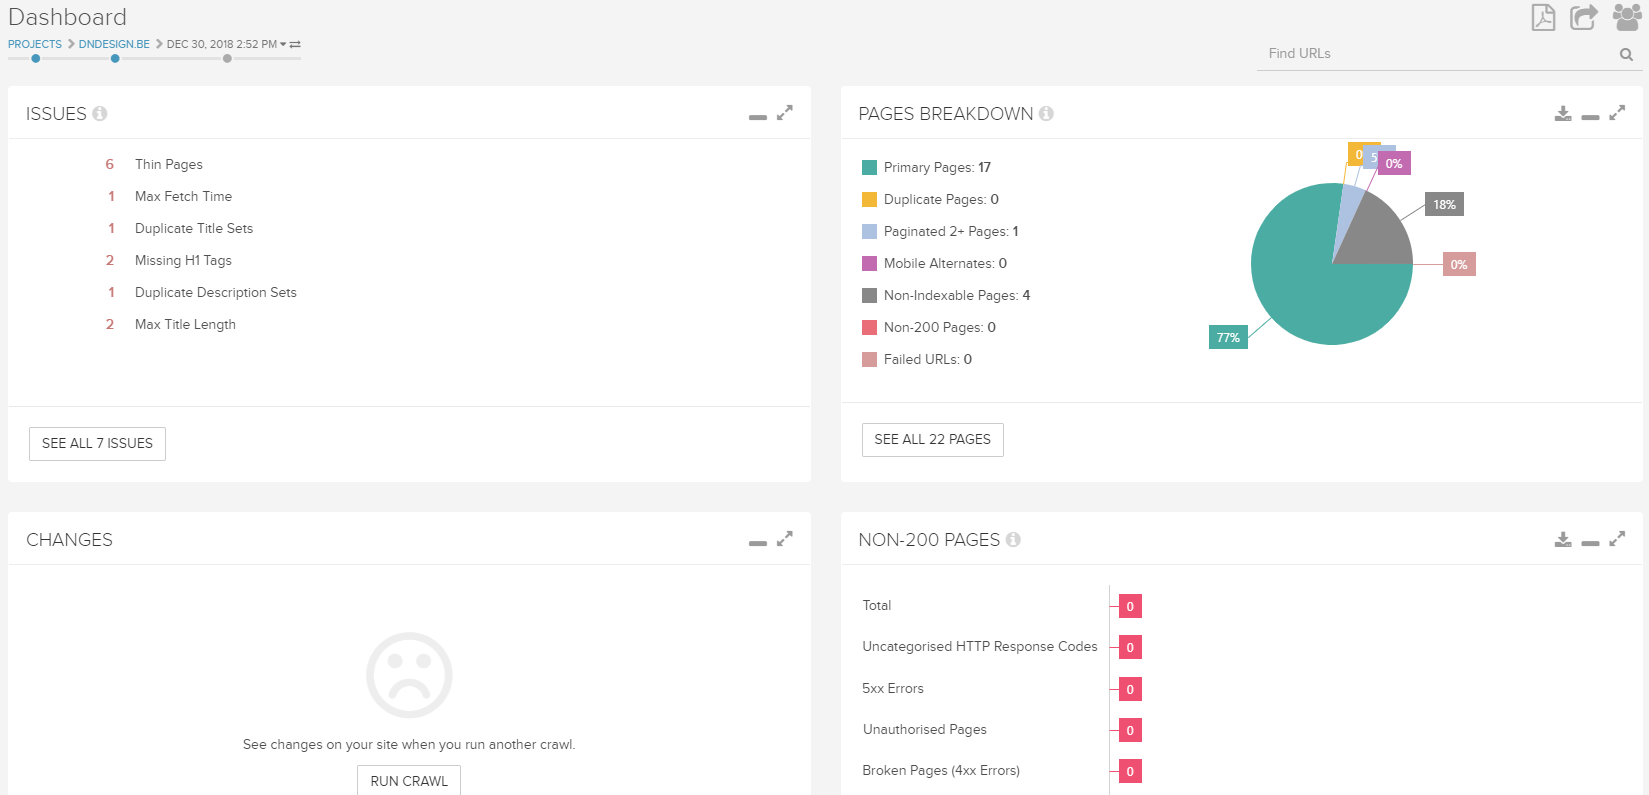 Dashboard
PROJECTS DNDESIGN.BE DEC 30, 2018 2:52 PM
Find URLs
ISSUES
6 Thin Pages
1 Max Fetch Time
1 Duplicate Title Sets
2 Missing H1 Tags
1 Duplicate Description Sets
2 Max Title Length
SEE ALL 7 ISSUES
PAGES BREAKDOWN
Primary Pages: 17
Duplicate Pages: 0
Paginated 2+ Pages: 1
Mobile Alternates: 0
Non-Indexable Pages: 4
Non-200 Pages: 0
Failed URLs: 0
0
5
0%
18%
0%
77%
SEE ALL 22 PAGES
CHANGES
See changes on your site when you run another crawl.
RUN CRAWL
NON-200 PAGES
Total 0
Uncategorised HTTP Response Codes 0
5xx Errors 0
Unauthorised Pages 0
Broken Pages (4xx Errors) 0